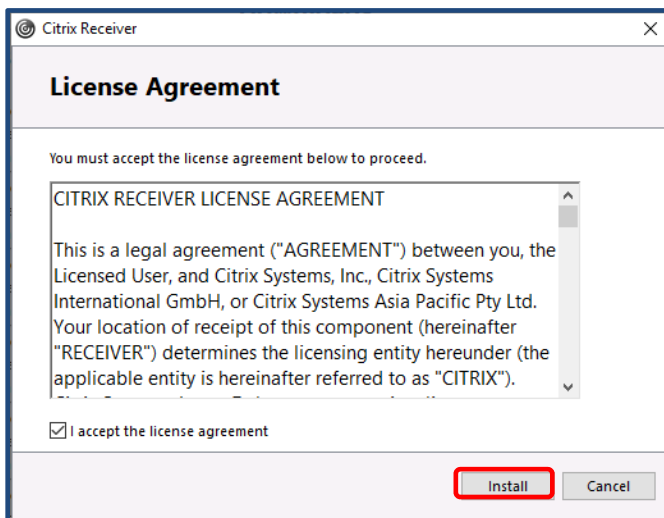 Citrix Receiver
License Agreement
You must accept the license agreement below to proceed.
CITRIX RECEIVER LICENSE AGREEMENT
This is a legal agreement ("AGREEMENT") between you, the
Licensed User, and Citrix Systems, Inc., Citrix Systems
International GmbH, or Citrix Systems Asia Pacific Pty Ltd.
Your location of receipt of this component (hereinafter
"RECEIVER") determines the licensing entity hereunder (the
applicable entity is hereinafter referred to as "CITRIX").
I accept the license agreement
Install
Cancel